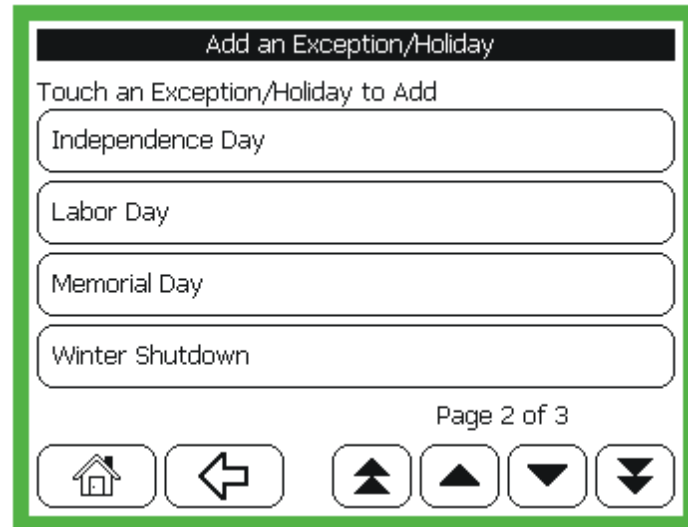 Add an Exception/Holiday
Touch an Exception/Holiday to Add
Independence Day
Labor Day
Memorial Day
Winter Shutdown
Page 2 of 3